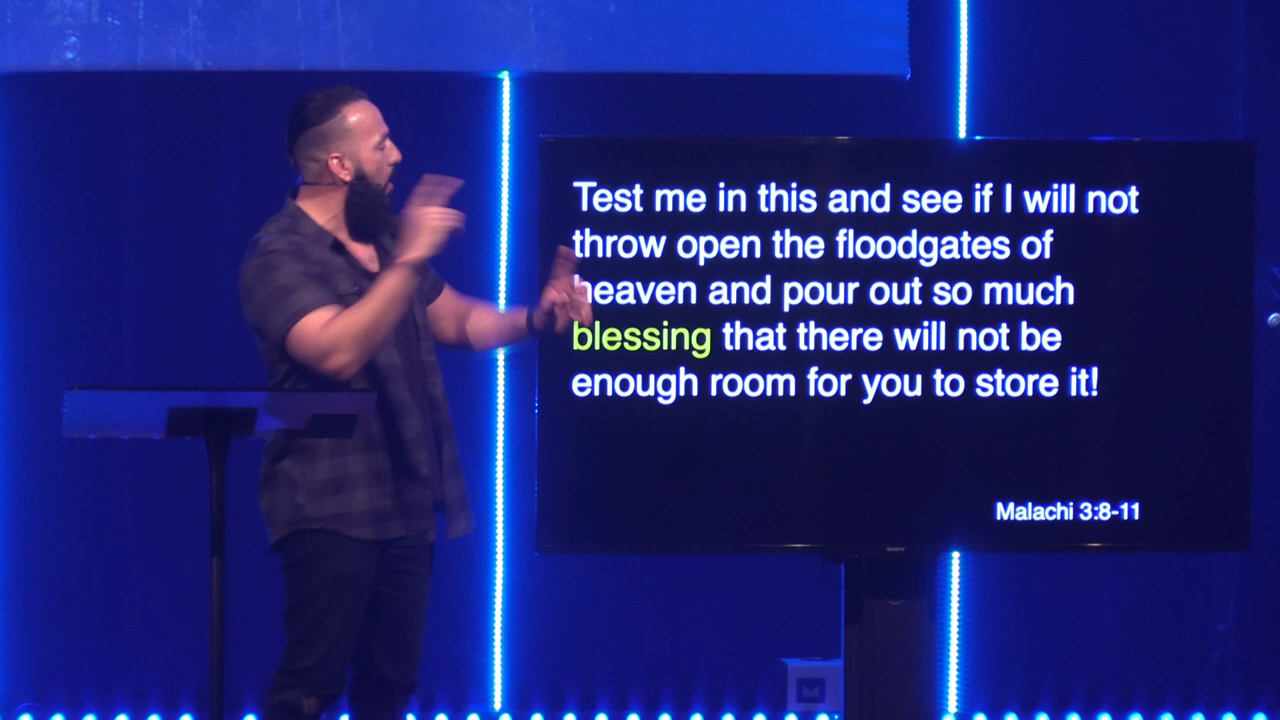 Test me in this and see if I will not
throw open the floodgates of
heaven and pour out so much
blessing that there will not be
enough room for you to store it!
Malachi 3:8-11
SONY